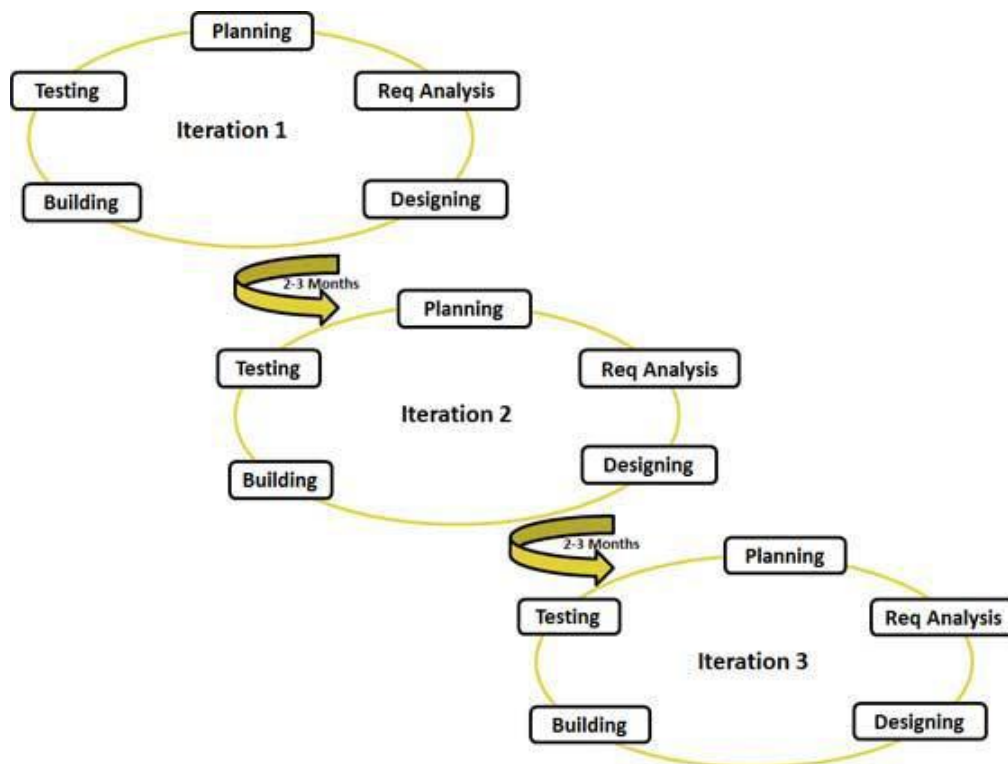 Planning
Testing
Req Analysis
Iteration 1
Building
Designing
2-3 Months
Planning
Testing
Req Analysis
Iteration 2
Building
Designing
2-3 Months
Planning
Testing
Req Analysis
Iteration 3
Building
Designing